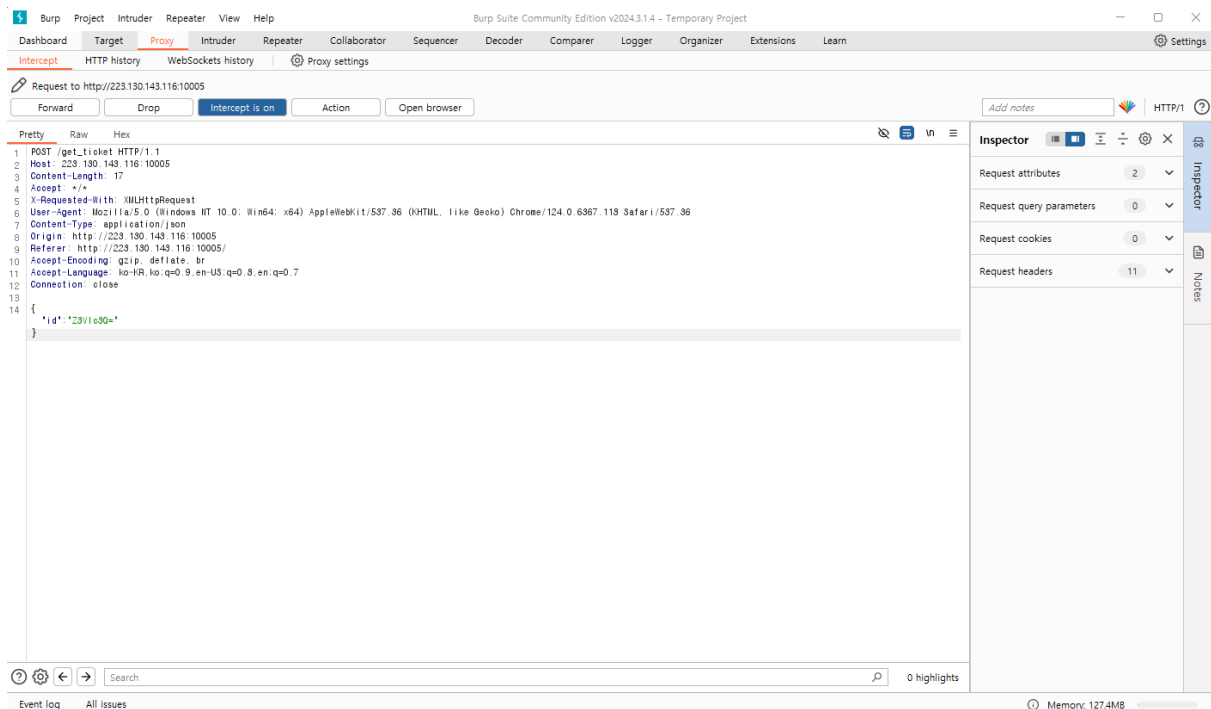 Burp Project Intruder Repeater View Help Burp Suite Community Edition v2024.3.1.4 - Temporary Project
Dashboard Target Proxy Intruder Repeater Collaborator Sequencer Decoder Comparer Logger Organizer Extensions Learn Settings
Intercept HTTP history WebSockets history Proxy settings
Request to http://223.130.143.116:10005
Forward Drop Intercept is on Action Open browser Add notes HTTP/1
Pretty Raw Hex \n
Inspector
1 POST /get_ticket HTTP/1.1
2 Host: 223.130.143.116:10005
3 Content-Length: 17
4 Accept: */*
5 X-Requested-With: XMLHttpRequest
6 User-Agent: Mozilla/5.0 (Windows NT 10.0; Win64; x64) AppleWebKit/537.36 (KHTML, like Gecko) Chrome/124.0.6367.118 Safari/537.36
7 Content-Type: application/json
8 Origin: http://223.130.143.116:10005
9 Referer: http://223.130.143.116:10005/
10 Accept-Encoding: gzip, deflate, br
11 Accept-Language: ko-KR,ko;q=0.9,en-US;q=0.8,en;q=0.7
12 Connection: close
13
14 {
"id":"Z3Vlc3Q="
}
Request attributes 2
Request query parameters 0
Request cookies 0
Request headers 11
Inspector
Notes
Search 0 highlights
Event log All issues Memory: 127.4MB